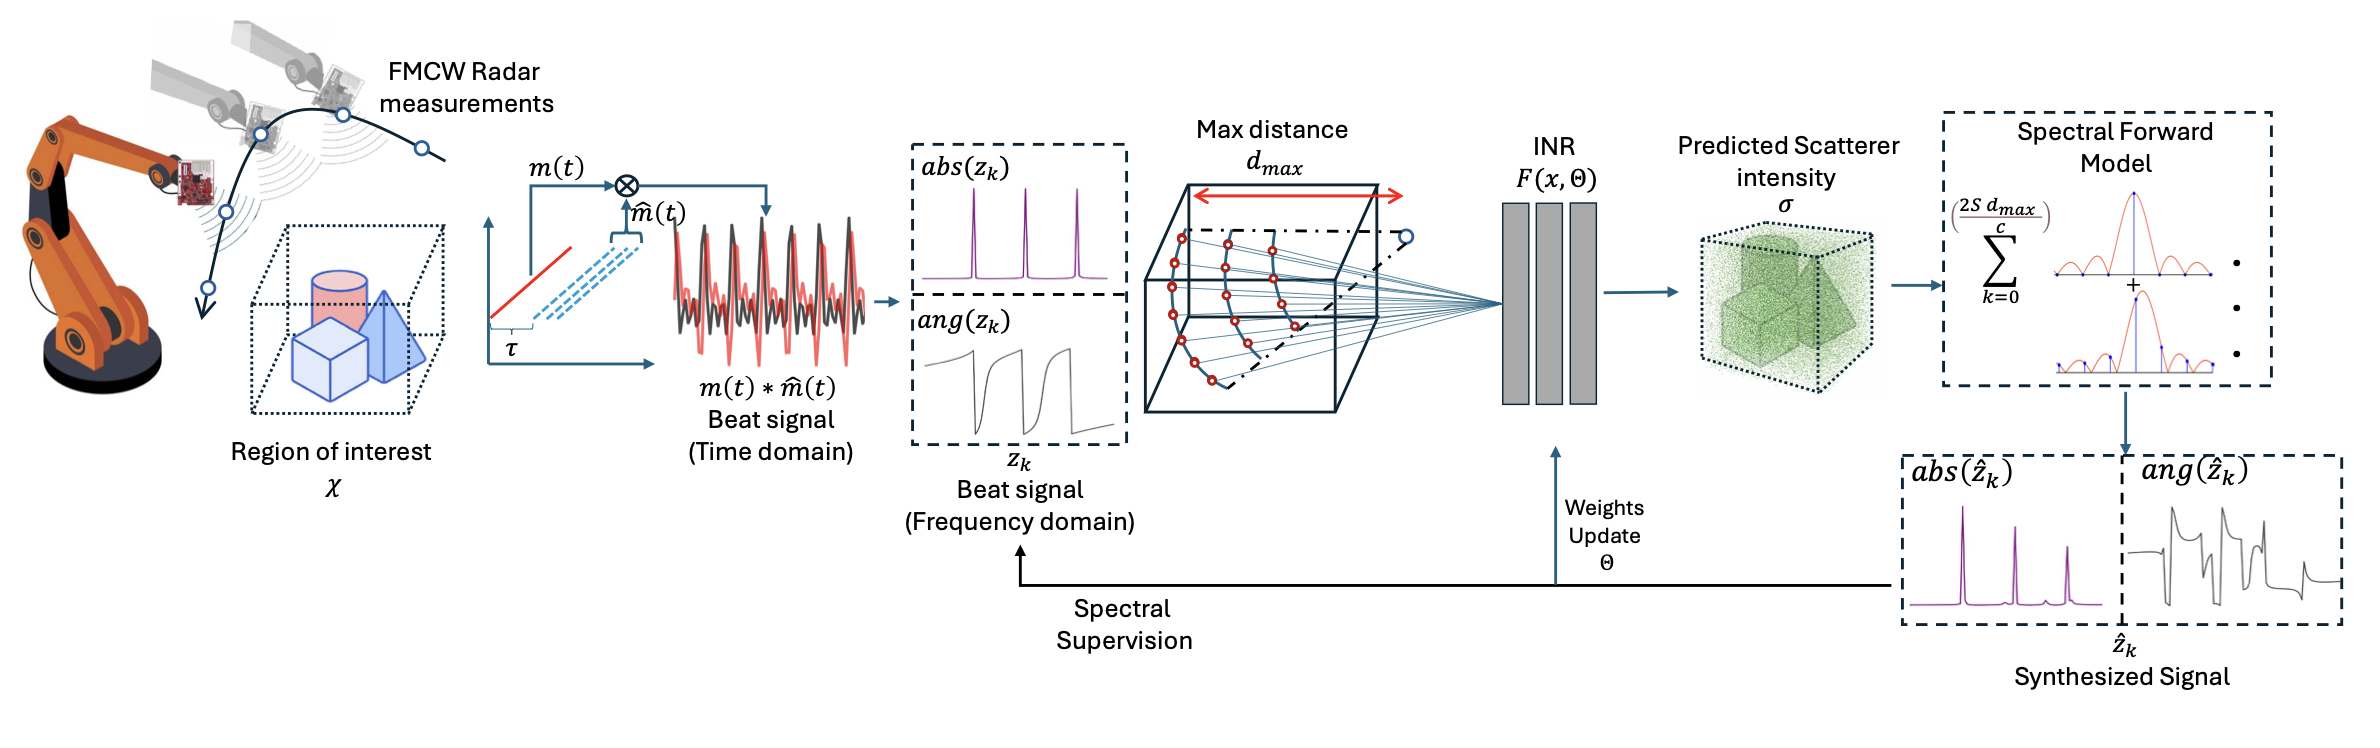 FMCW Radar
measurements
Region of interest
χ
m(t)
m̂(t)
τ
m(t) * m̂(t)
Beat signal
(Time domain)
abs(z_k)
ang(z_k)
z_k
Beat signal
(Frequency domain)
Max distance
d_max
INR
F(x, Θ)
Predicted Scatterer
intensity
σ
Spectral Forward
Model
(2S d_max / c)
∑
k=0
+
Weights
Update
Θ
Spectral
Supervision
abs(ẑ_k)
ang(ẑ_k)
ẑ_k
Synthesized Signal